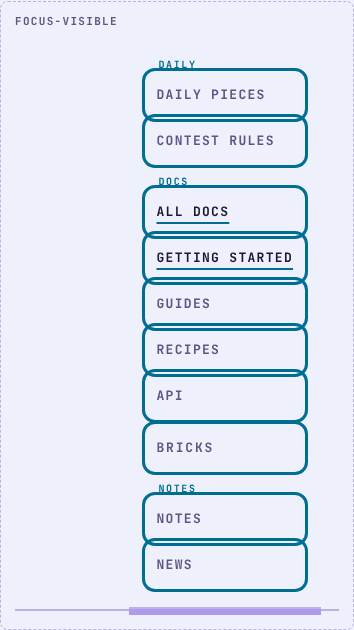 FOCUS-VISIBLE
DAILY
DAILY PIECES
CONTEST RULES
DOCS
ALL DOCS
GETTING STARTED
GUIDES
RECIPES
API
BRICKS
NOTES
NOTES
NEWS